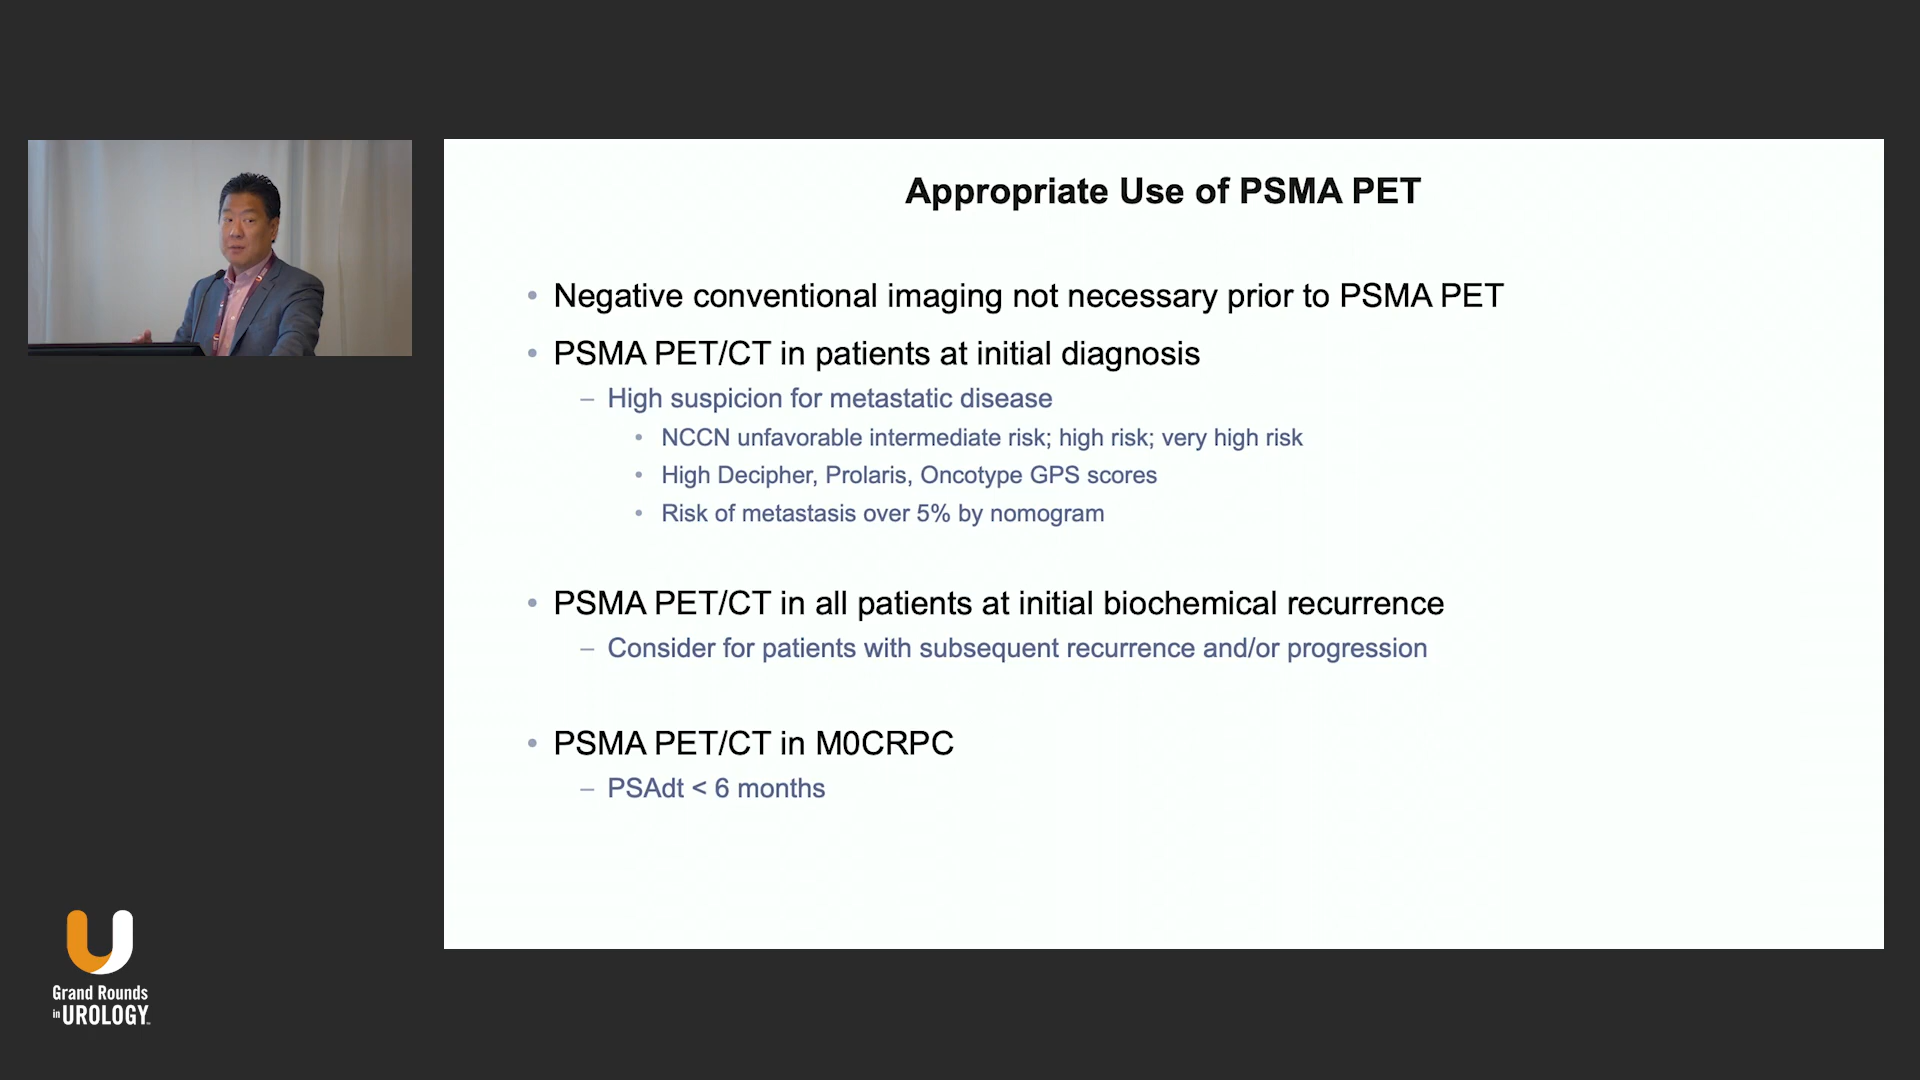 Appropriate Use of PSMA PET
• Negative conventional imaging not necessary prior to PSMA PET
• PSMA PET/CT in patients at initial diagnosis
– High suspicion for metastatic disease
• NCCN unfavorable intermediate risk; high risk; very high risk
• High Decipher, Prolaris, Oncotype GPS scores
• Risk of metastasis over 5% by nomogram
• PSMA PET/CT in all patients at initial biochemical recurrence
– Consider for patients with subsequent recurrence and/or progression
• PSMA PET/CT in M0CRPC
– PSAdt < 6 months
Grand Rounds
in UROLOGY